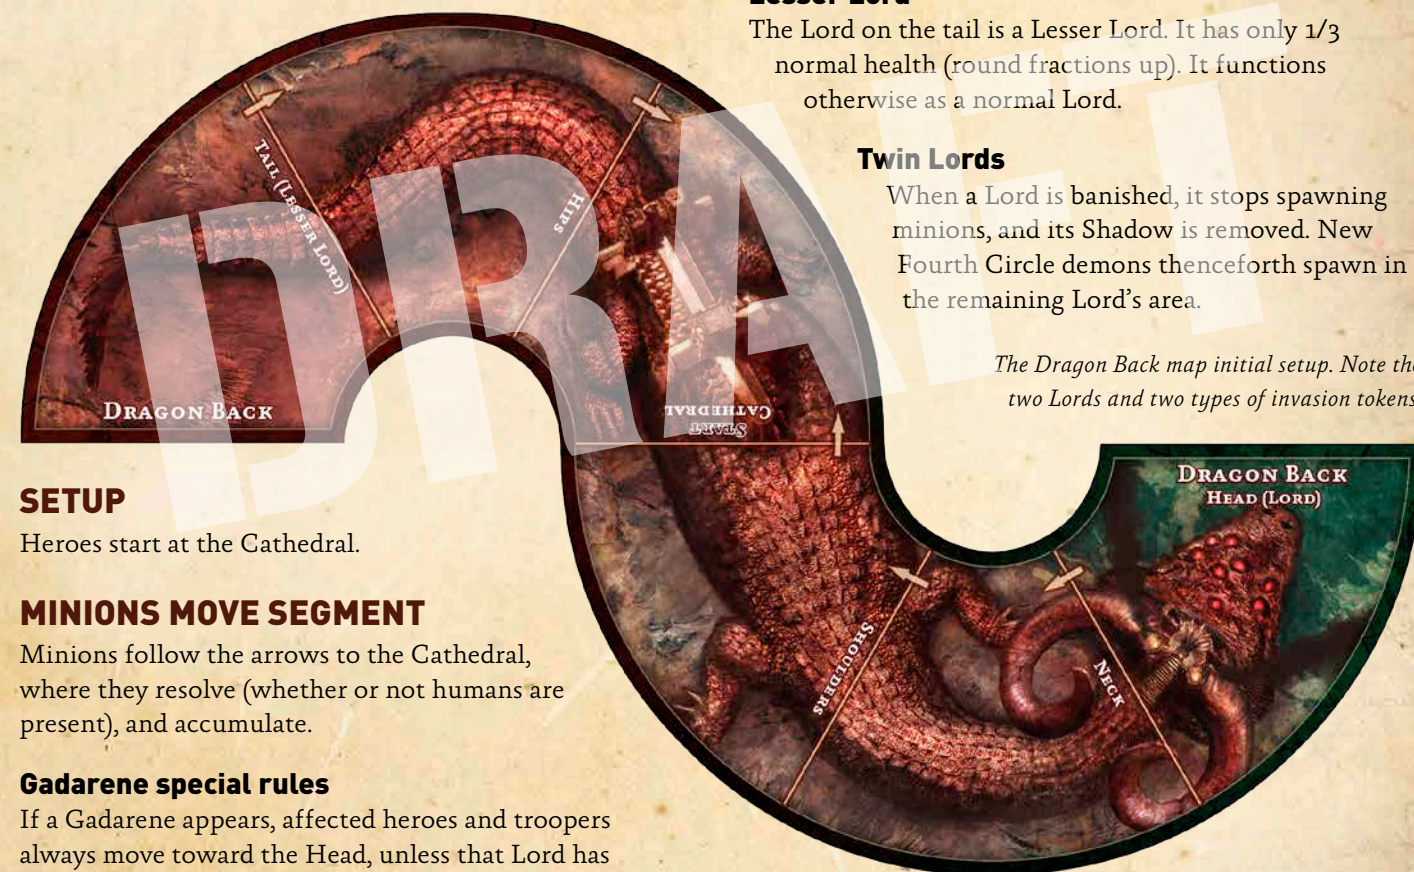 Lesser Lord
The Lord on the tail is a Lesser Lord. It has only 1/3
normal health (round fractions up). It functions
otherwise as a normal Lord.
Twin Lords
When a Lord is banished, it stops spawning
minions, and its Shadow is removed. New
Fourth Circle demons thenceforth spawn in
the remaining Lord’s area.
The Dragon Back map initial setup. Note the
two Lords and two types of invasion tokens
TAIL (LESSER LORD)
HIPS
DRAGON BACK
START
CATHEDRAL
SHOULDERS
NECK
DRAGON BACK
HEAD (LORD)
DRAFT
SETUP
Heroes start at the Cathedral.
MINIONS MOVE SEGMENT
Minions follow the arrows to the Cathedral,
where they resolve (whether or not humans are
present), and accumulate.
Gadarene special rules
If a Gadarene appears, affected heroes and troopers
always move toward the Head, unless that Lord has